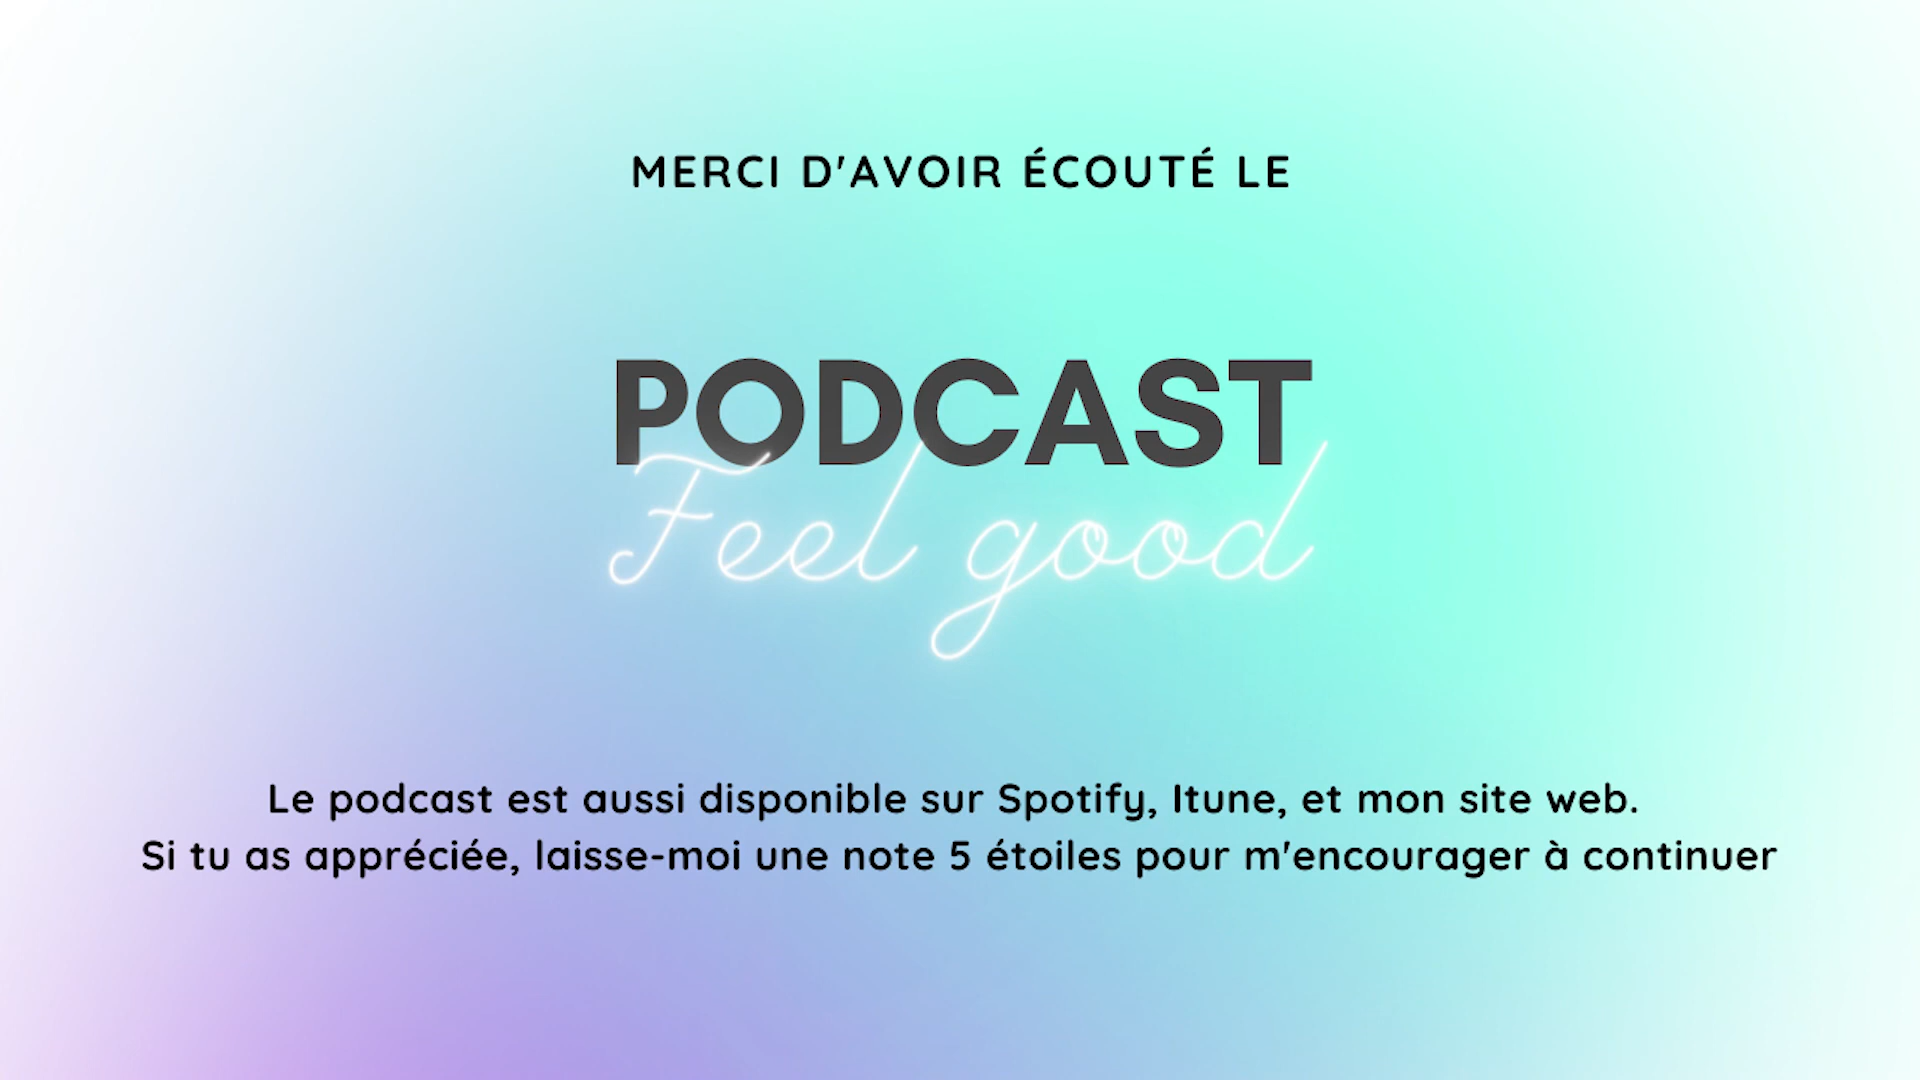 MERCI D'AVOIR ÉCOUTÉ LE
PODCAST
Feel good
Le podcast est aussi disponible sur Spotify, Itune, et mon site web.
Si tu as appréciée, laisse-moi une note 5 étoiles pour m'encourager à continuer